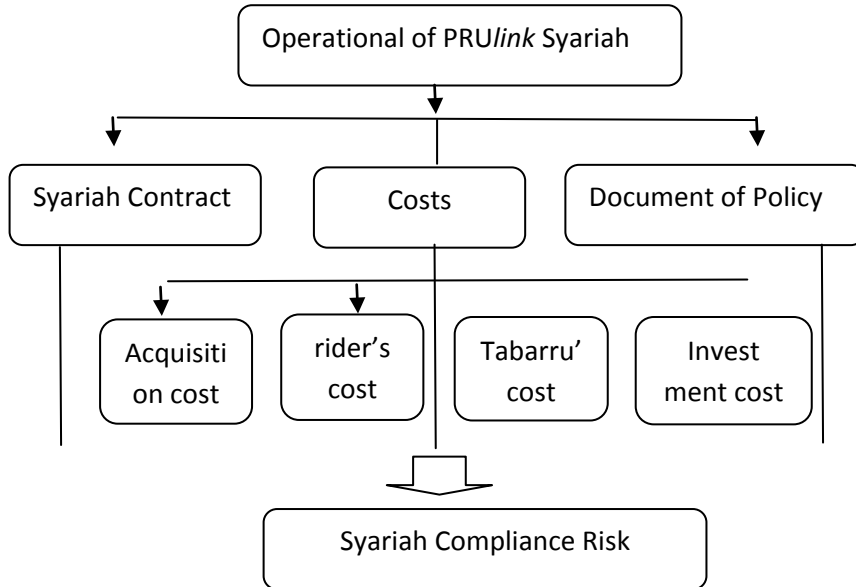 Operational of PRUlink Syariah
Syariah Contract
Costs
Document of Policy
Acquisiti
on cost
rider's
cost
Tabarru'
cost
Invest
ment cost
Syariah Compliance Risk